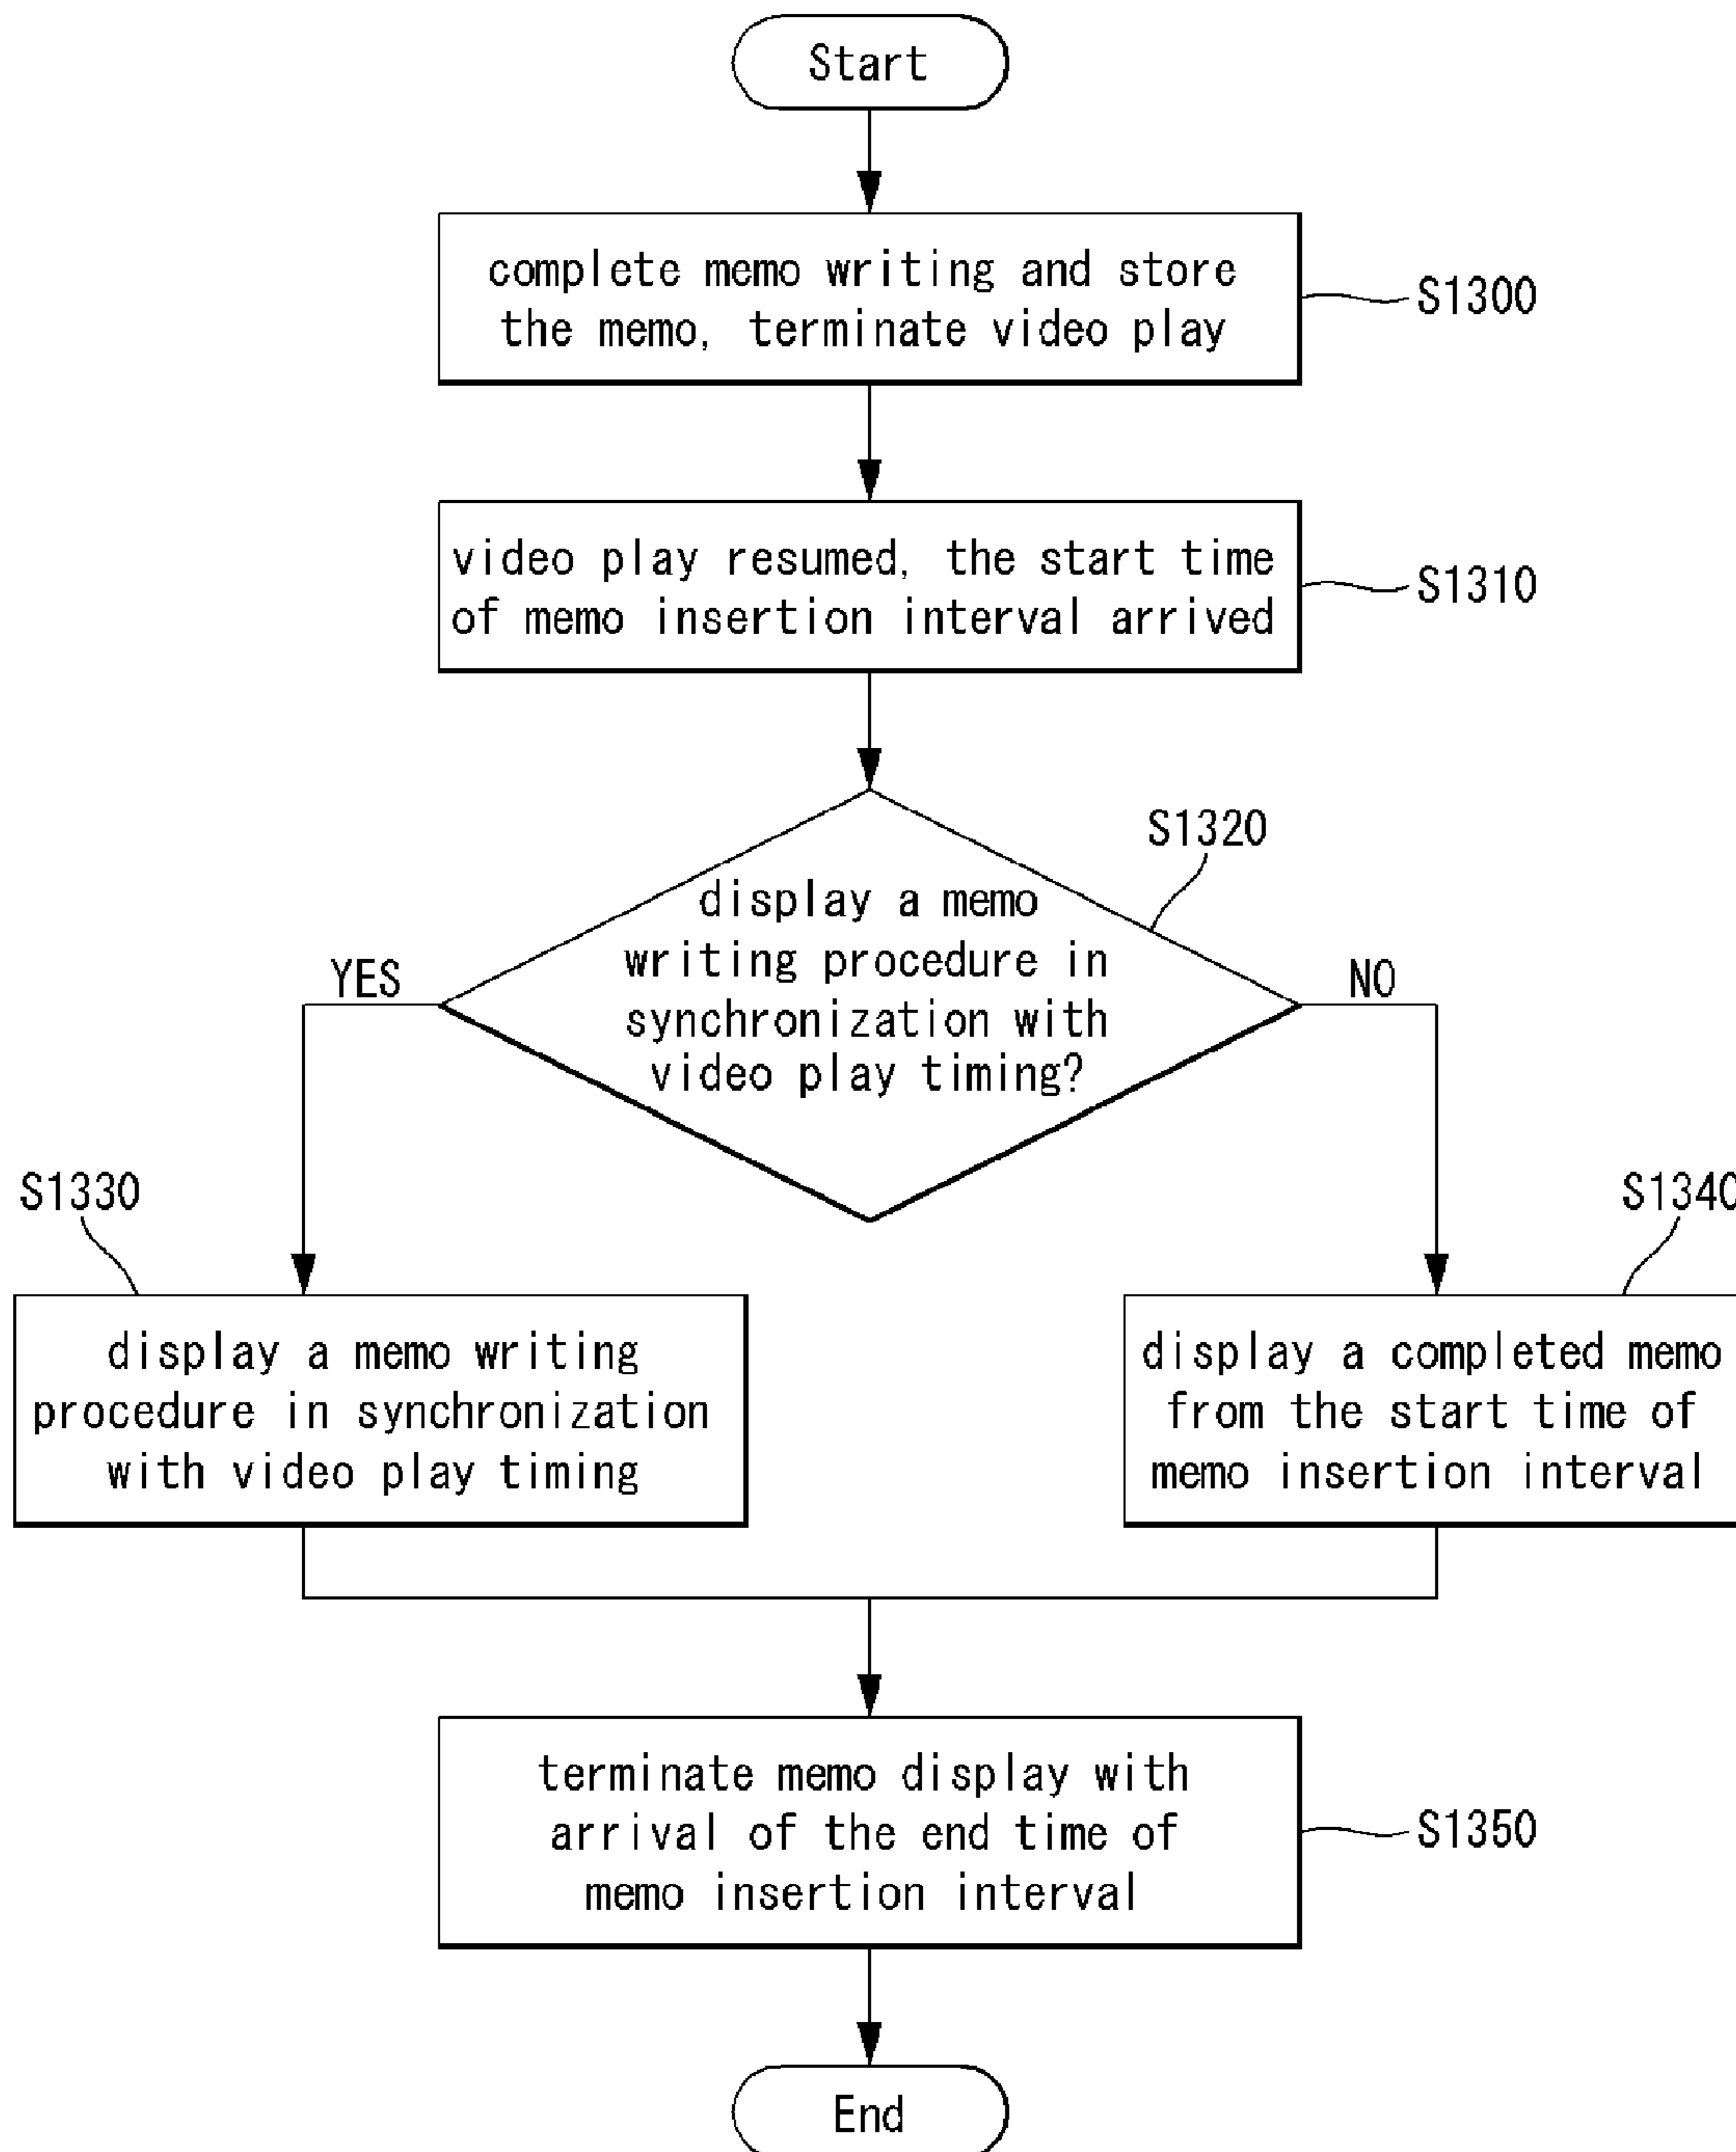 Start
complete memo writing and store
the memo, terminate video play
S1300
video play resumed, the start time
of memo insertion interval arrived
S1310
S1320
display a memo
writing procedure in
synchronization with
video play timing?
YES
NO
S1330
S1340
display a memo writing
procedure in synchronization
with video play timing
display a completed memo
from the start time of
memo insertion interval
terminate memo display with
arrival of the end time of
memo insertion interval
S1350
End